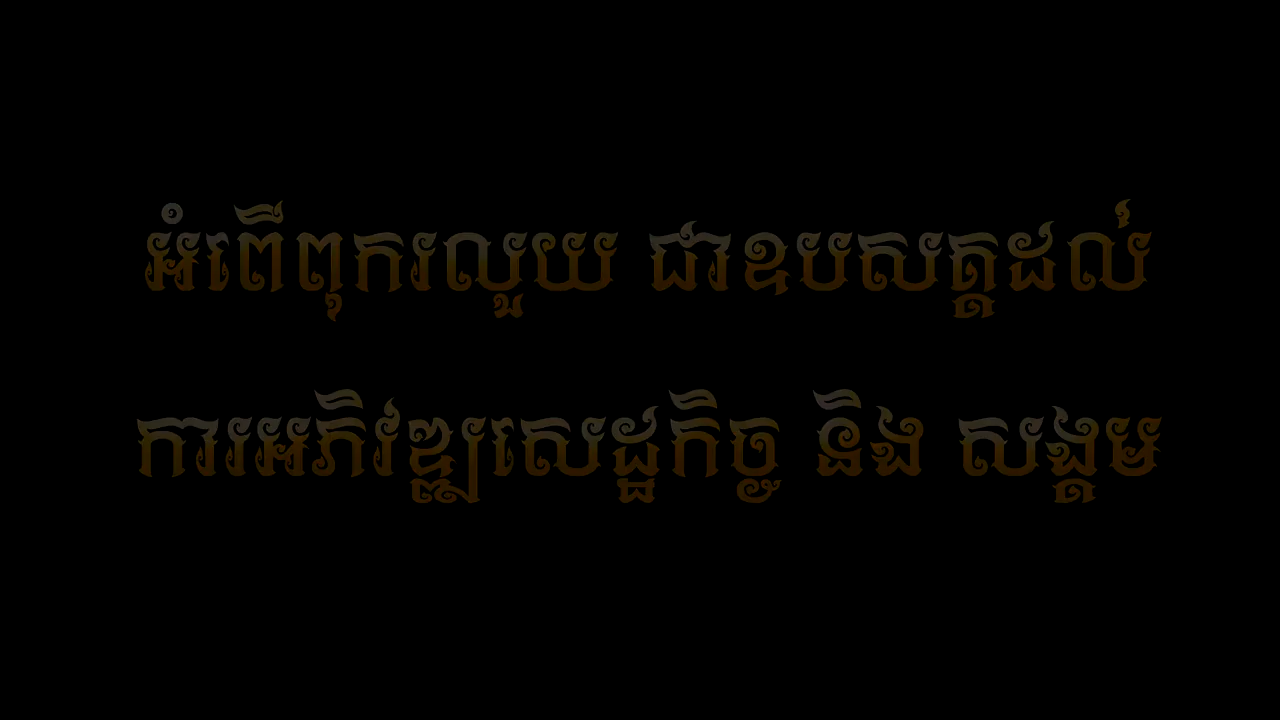 អំពើពុករលួយ ជាឧបសគ្គដល់
ការអភិវឌ្ឍរសេដ្ឋកិច្ច និង សង្គម